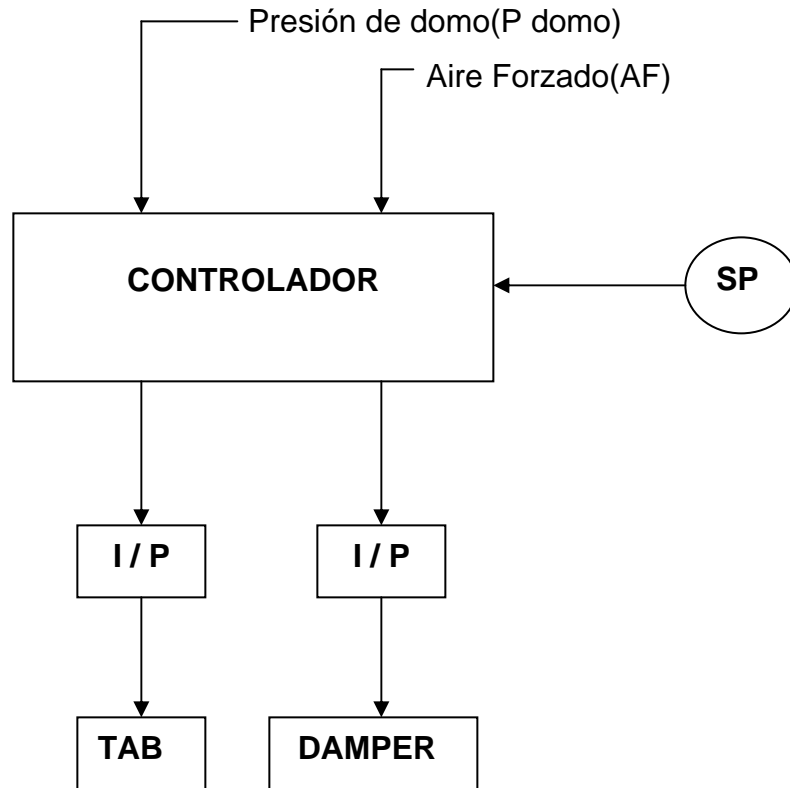 Presión de domo(P domo)
Aire Forzado(AF)
CONTROLADOR
SP
I / P
I / P
TAB
DAMPER